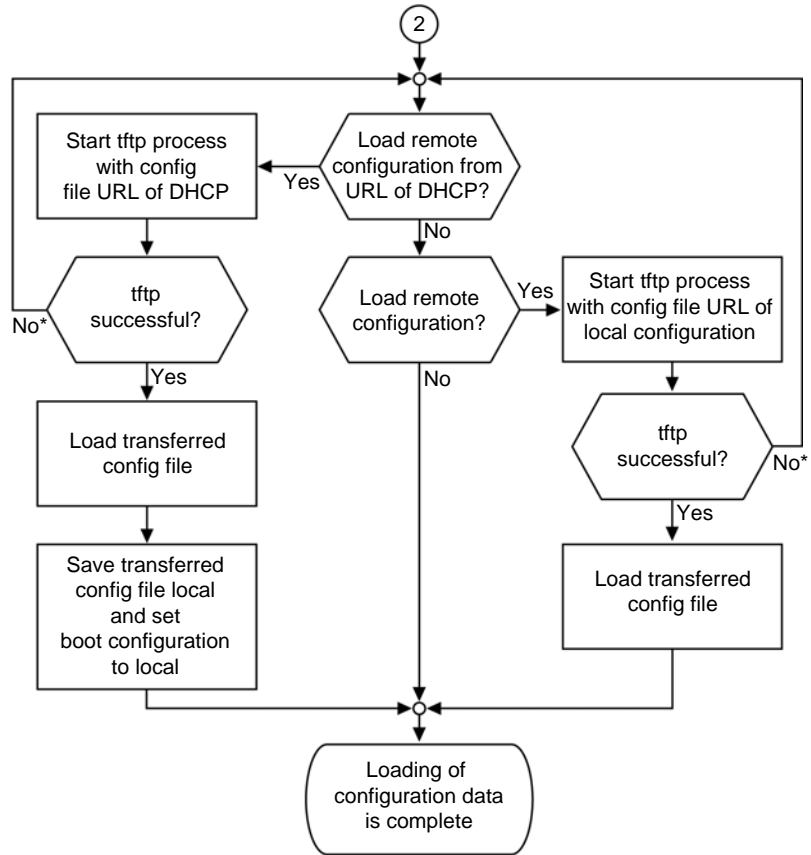 2
Start tftp process
with config
file URL of DHCP
Yes
Load remote
configuration from
URL of DHCP?
No
tftp
successful?
No*
Yes
Load remote
configuration?
Yes
No
Start tftp process
with config file URL of
local configuration
Load transferred
config file
tftp
successful?
No*
Yes
Save transferred
config file local
and set
boot configuration
to local
Load transferred
config file
Loading of
configuration data
is complete